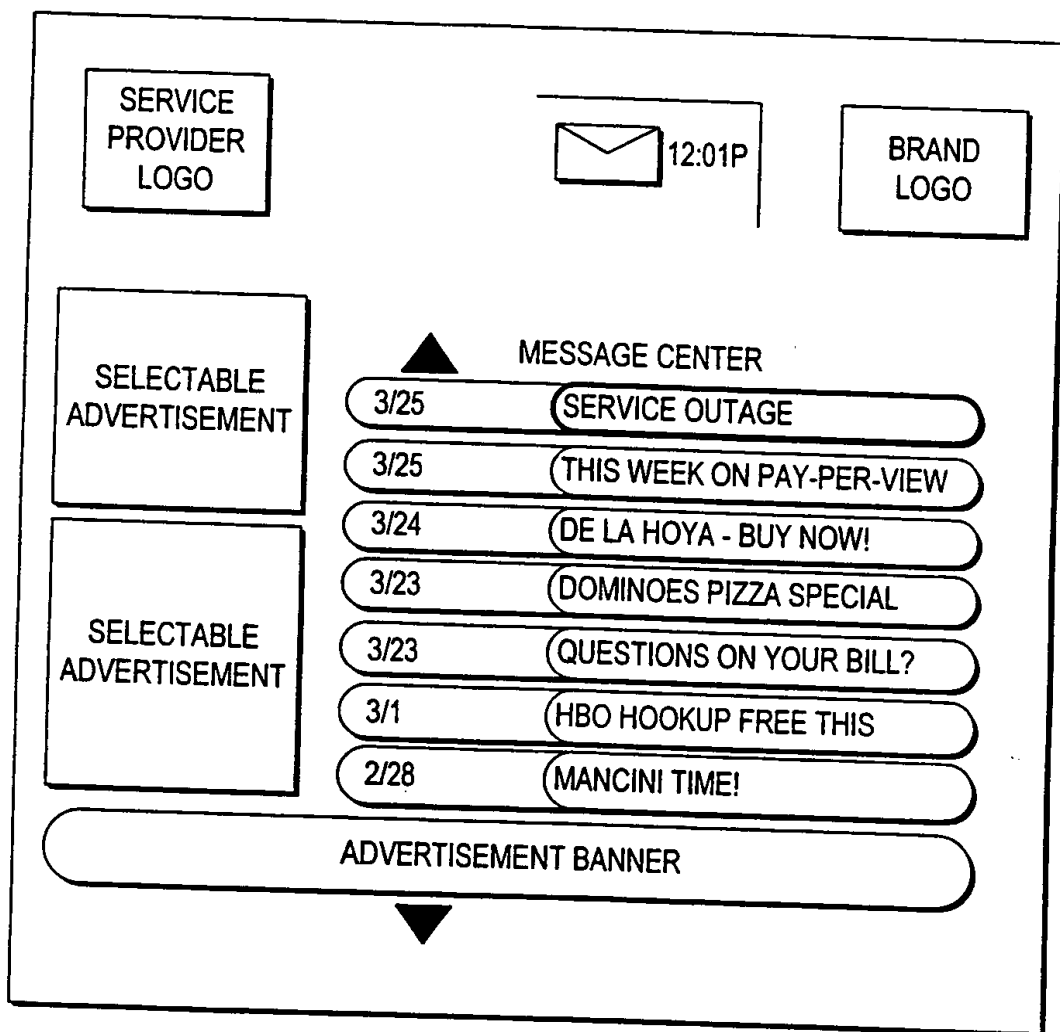 SERVICE
PROVIDER
LOGO
12:01P
BRAND
LOGO
SELECTABLE
ADVERTISEMENT
SELECTABLE
ADVERTISEMENT
MESSAGE CENTER
3/25 SERVICE OUTAGE
3/25 THIS WEEK ON PAY-PER-VIEW
3/24 DE LA HOYA - BUY NOW!
3/23 DOMINOES PIZZA SPECIAL
3/23 QUESTIONS ON YOUR BILL?
3/1 HBO HOOKUP FREE THIS
2/28 MANCINI TIME!
ADVERTISEMENT BANNER